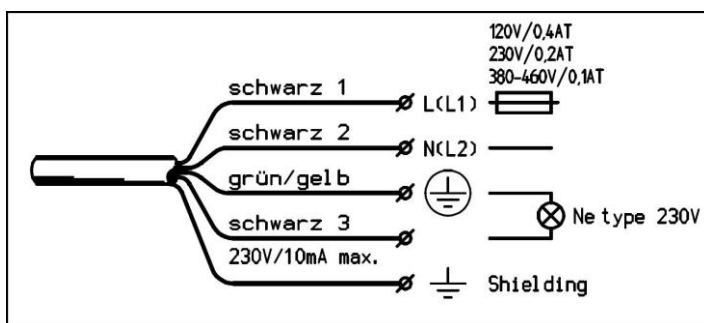 120V/0,4AT
230V/0,2AT
380-460V/0,1AT
schwarz 1 L(L1)
schwarz 2 N(L2)
grün/gelb
schwarz 3 Ne type 230V
230V/10mA max.
Shielding